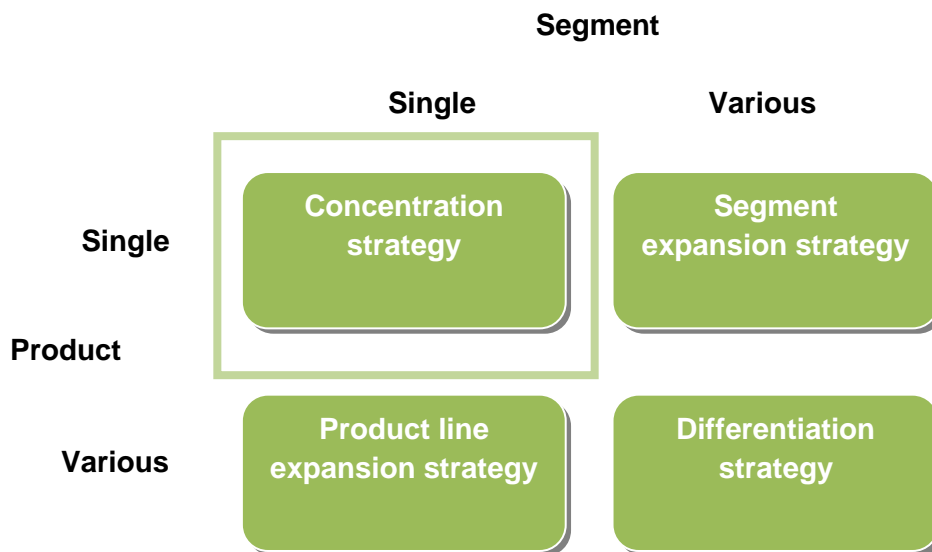 Segment
Single
Various
Single
Concentration
strategy
Segment
expansion strategy
Product
Various
Product line
expansion strategy
Differentiation
strategy